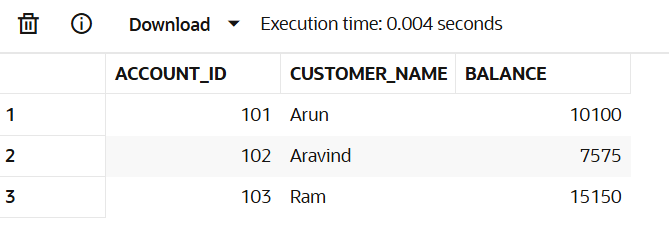 Download Execution time: 0.004 seconds
ACCOUNT_ID CUSTOMER_NAME BALANCE
1 101 Arun 10100
2 102 Aravind 7575
3 103 Ram 15150